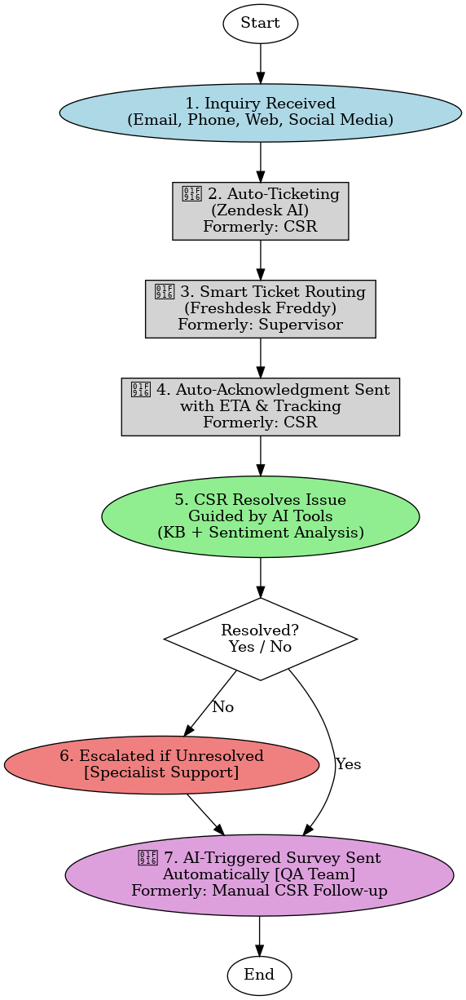 Start
1. Inquiry Received
(Email, Phone, Web, Social Media)
🤖 2. Auto-Ticketing
(Zendesk AI)
Formerly: CSR
🤖 3. Smart Ticket Routing
(Freshdesk Freddy)
Formerly: Supervisor
🤖 4. Auto-Acknowledgment Sent
with ETA & Tracking
Formerly: CSR
5. CSR Resolves Issue
Guided by AI Tools
(KB + Sentiment Analysis)
Resolved?
Yes / No
No
6. Escalated if Unresolved
[Specialist Support]
Yes
🤖 7. AI-Triggered Survey Sent
Automatically [QA Team]
Formerly: Manual CSR Follow-up
End